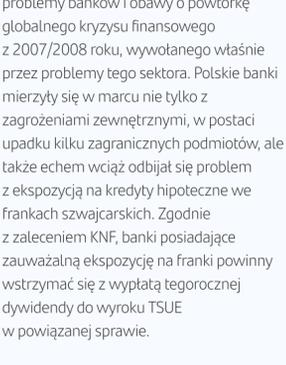 problemy banków i obawy o powtórkę
globalnego kryzysu finansowego
z 2007/2008 roku, wywołanego właśnie
przez problemy tego sektora. Polskie banki
mierzyły się w marcu nie tylko z
zagrożeniami zewnętrznymi, w postaci
upadku kilku zagranicznych podmiotów, ale
także echem wciąż odbijał się problem
z ekspozycją na kredyty hipoteczne we
frankach szwajcarskich. Zgodnie
z zaleceniem KNF, banki posiadające
zauważalną ekspozycję na franki powinny
wstrzymać się z wypłatą tegorocznej
dywidendy do wyroku TSUE
w powiązanej sprawie.